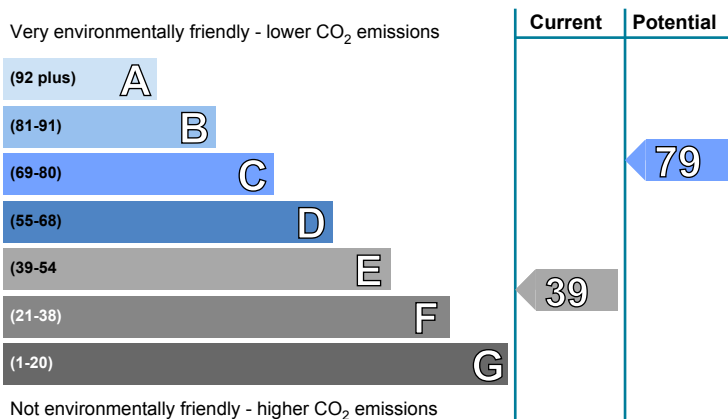 Current Potential
Very environmentally friendly - lower CO2 emissions
(92 plus) A
(81-91) B
(69-80) C
79
(55-68) D
(39-54 E
39
(21-38) F
(1-20) G
Not environmentally friendly - higher CO2 emissions